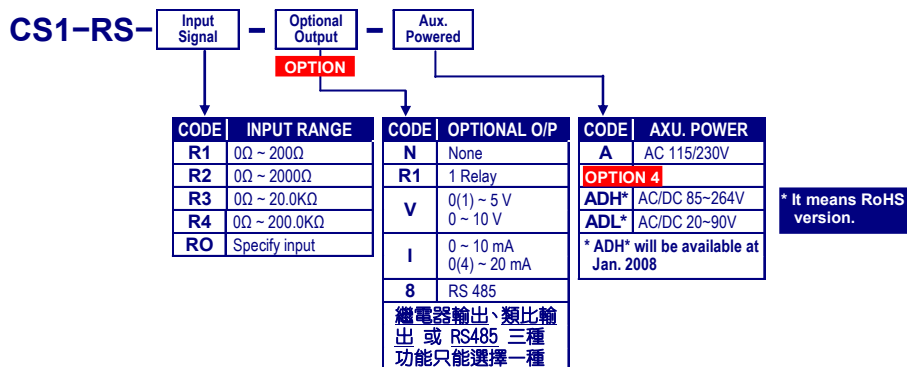 CS1-RS- Input Signal - Optional Output - Aux. Powered
OPTION
CODE INPUT RANGE
R1 0Ω ~ 200Ω
R2 0Ω ~ 2000Ω
R3 0Ω ~ 20.0KΩ
R4 0Ω ~ 200.0KΩ
RO Specify input
CODE OPTIONAL O/P
N None
R1 1 Relay
V 0(1) ~ 5 V
0 ~ 10 V
I 0 ~ 10 mA
0(4) ~ 20 mA
8 RS 485
繼電器輸出、類比輸
出 或 RS485 三種
功能只能選擇一種
CODE AXU. POWER
A AC 115/230V
OPTION 4
ADH* AC/DC 85~264V
ADL* AC/DC 20~90V
* ADH* will be available at
Jan. 2008
* It means RoHS
version.